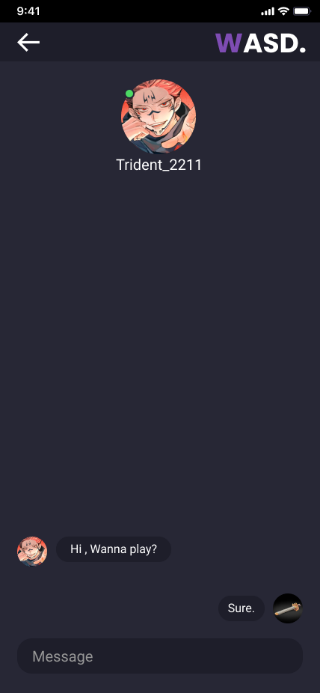 9:41
WASD.
Trident_2211
Hi , Wanna play?
Sure.
Message